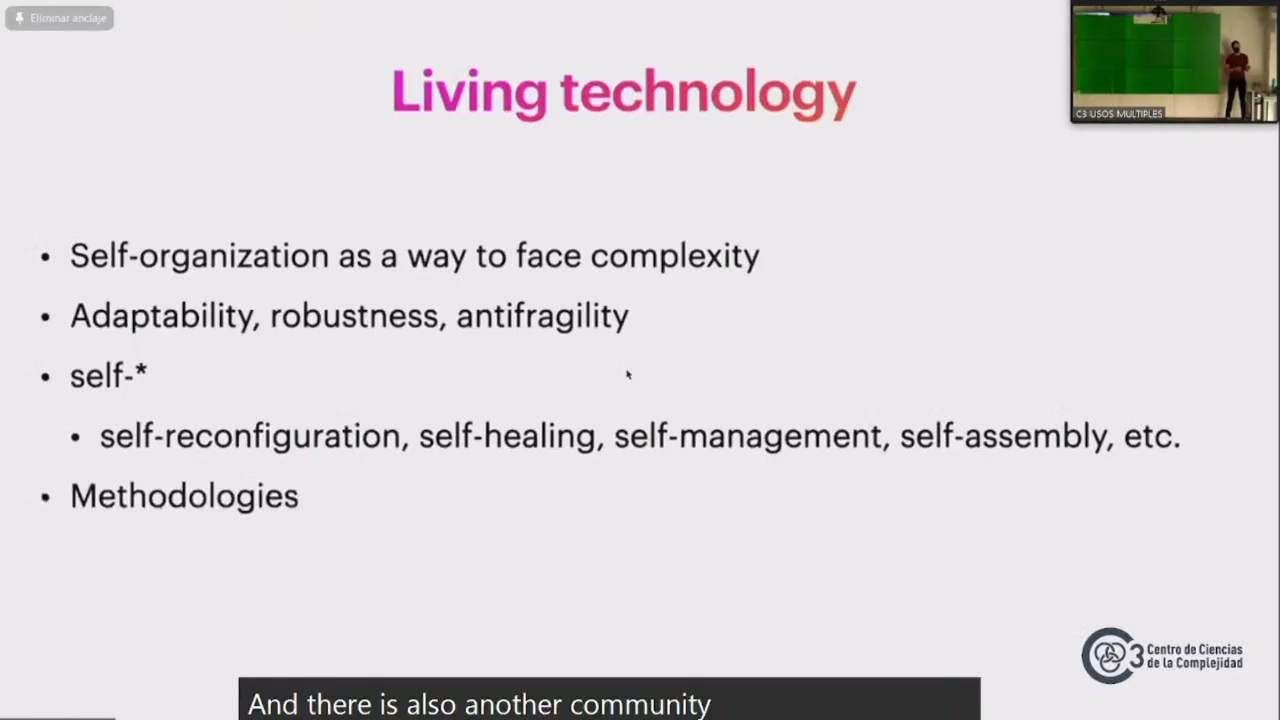 Eliminar anclaje
Living technology
C3 USOS MULTIPLES
• Self-organization as a way to face complexity
• Adaptability, robustness, antifragility
• self-*
• self-reconfiguration, self-healing, self-management, self-assembly, etc.
• Methodologies
C3 Centro de Ciencias
de la Complejidad
And there is also another community